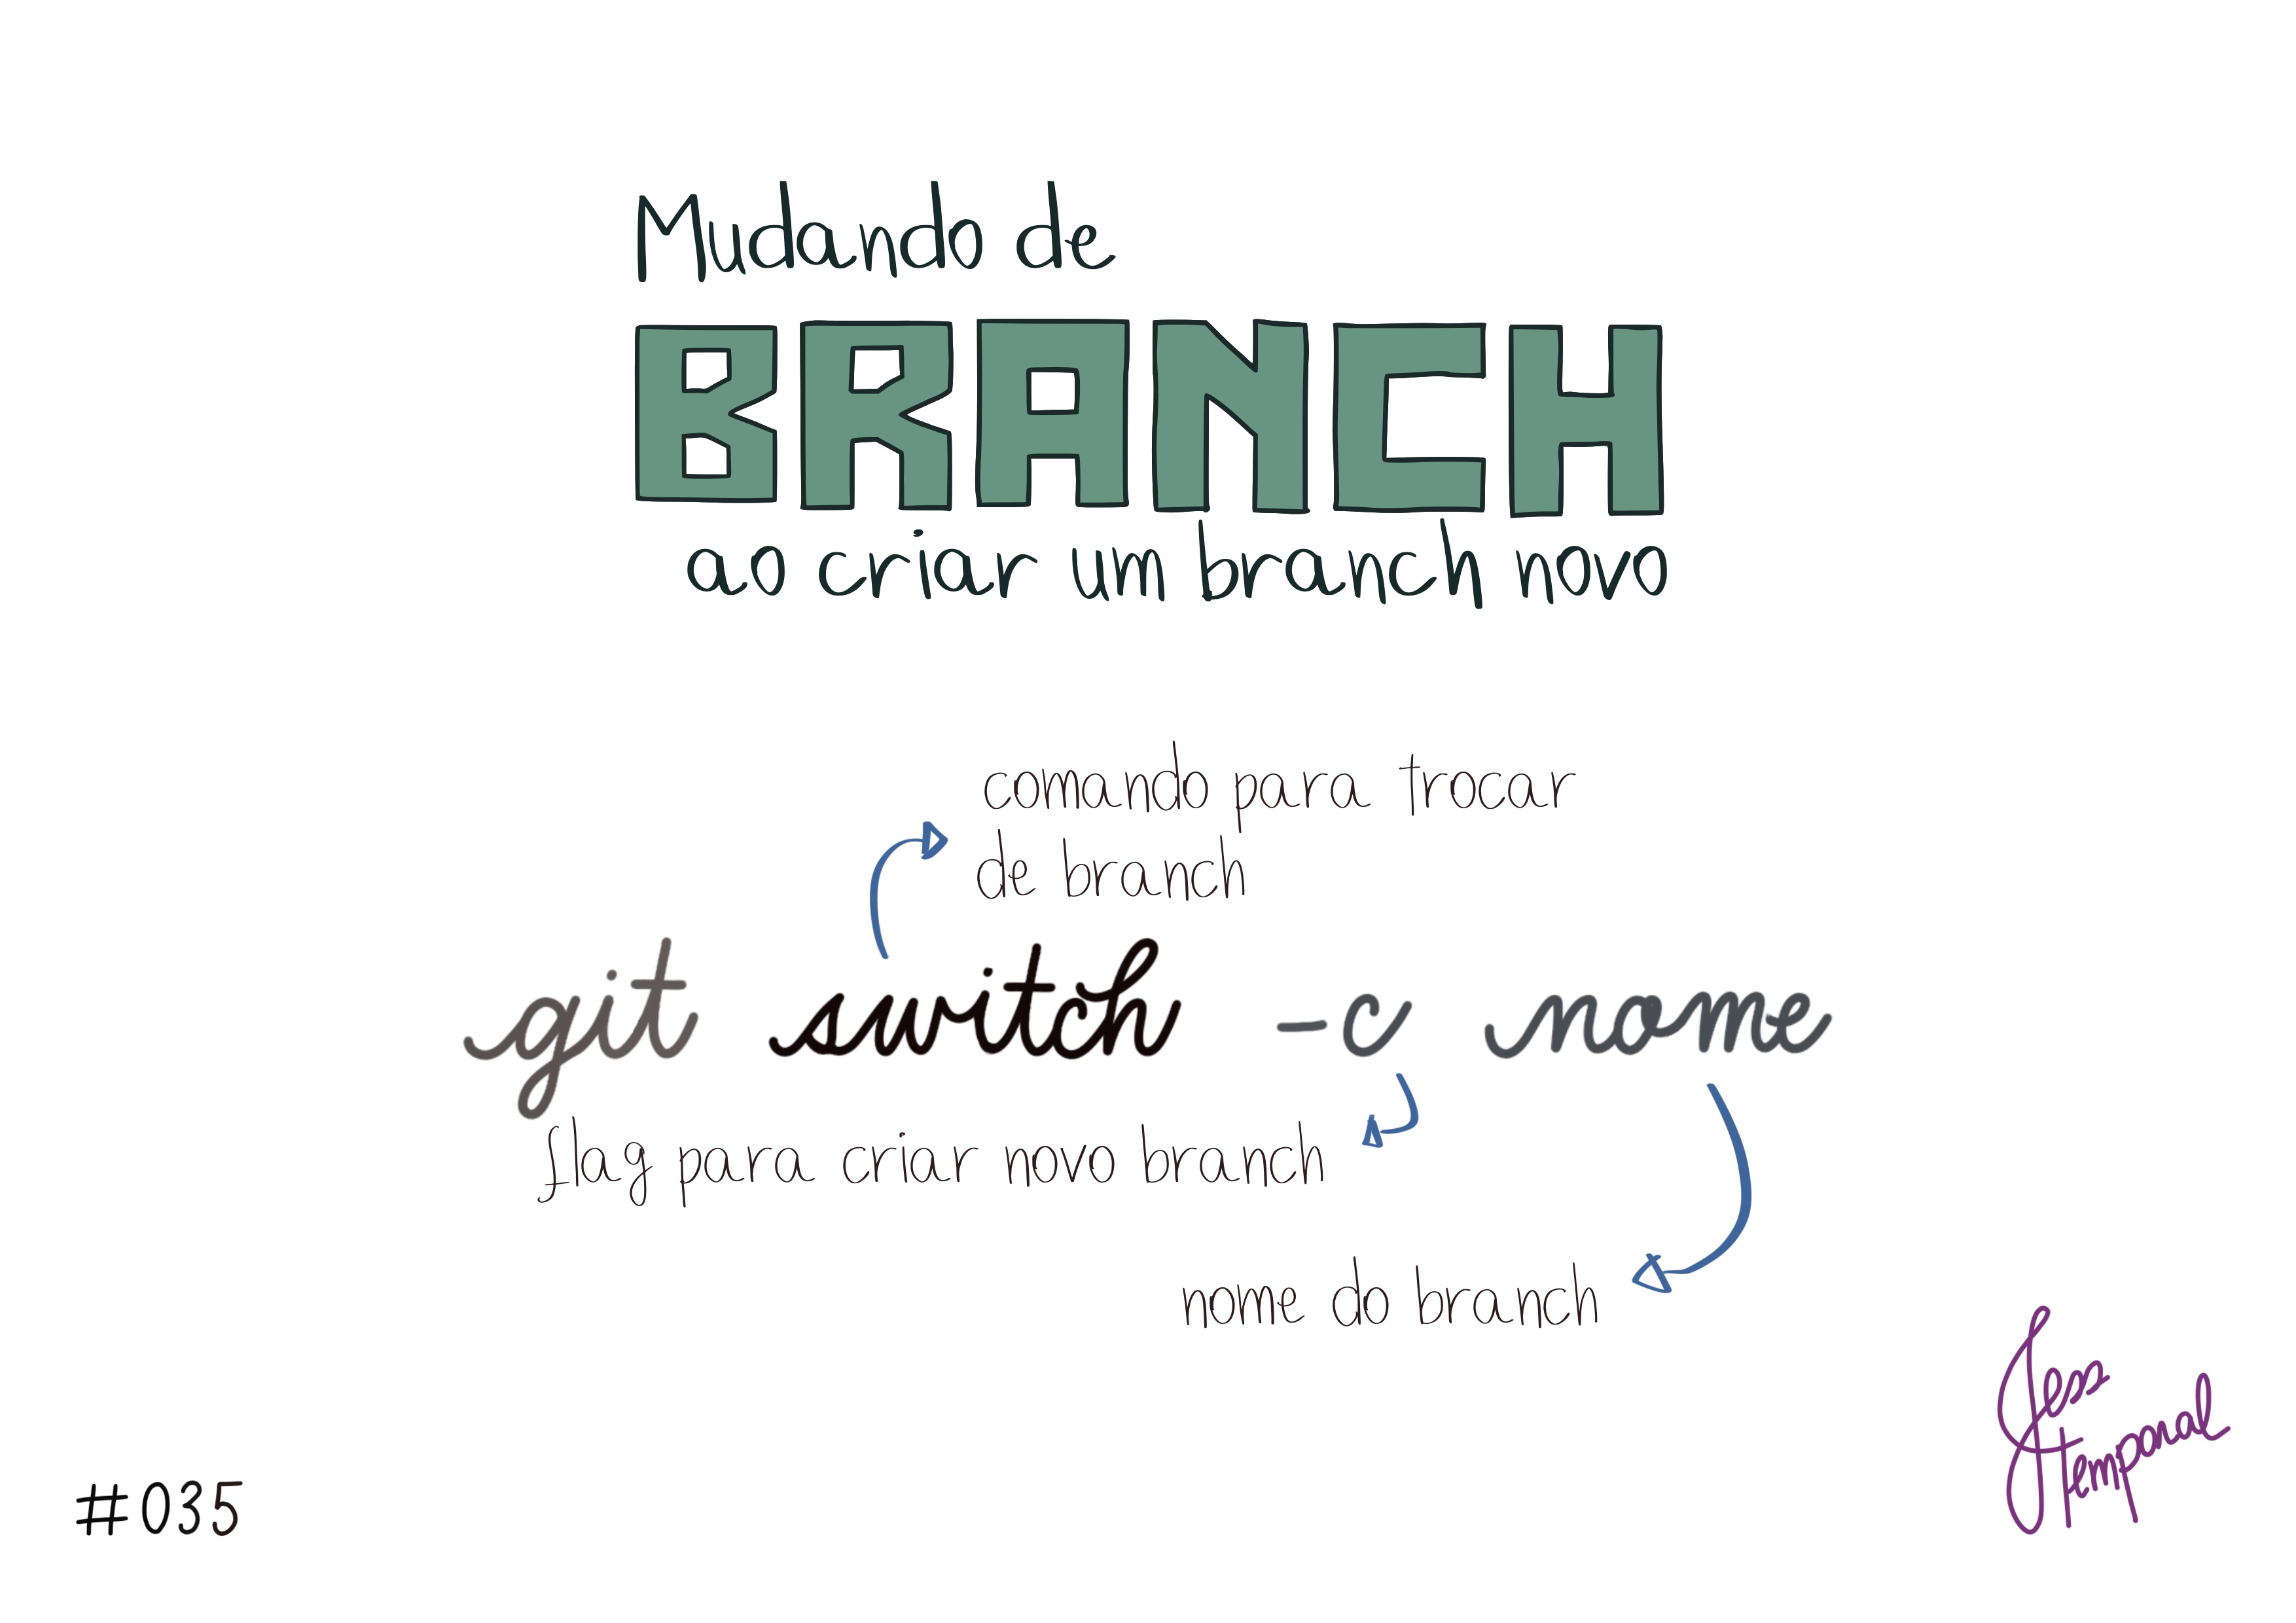 Mudando de
BRANCH
ao criar um branch novo
comando para trocar
de branch
git switch -c nome
flag para criar novo branch
nome do branch
Jess
temporal
#035